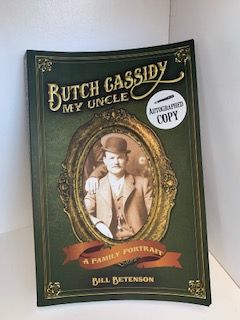 BUTCH CASSIDY
MY UNCLE
AUTOGRAPHED
COPY
A FAMILY PORTRAIT
BILL BETENSON